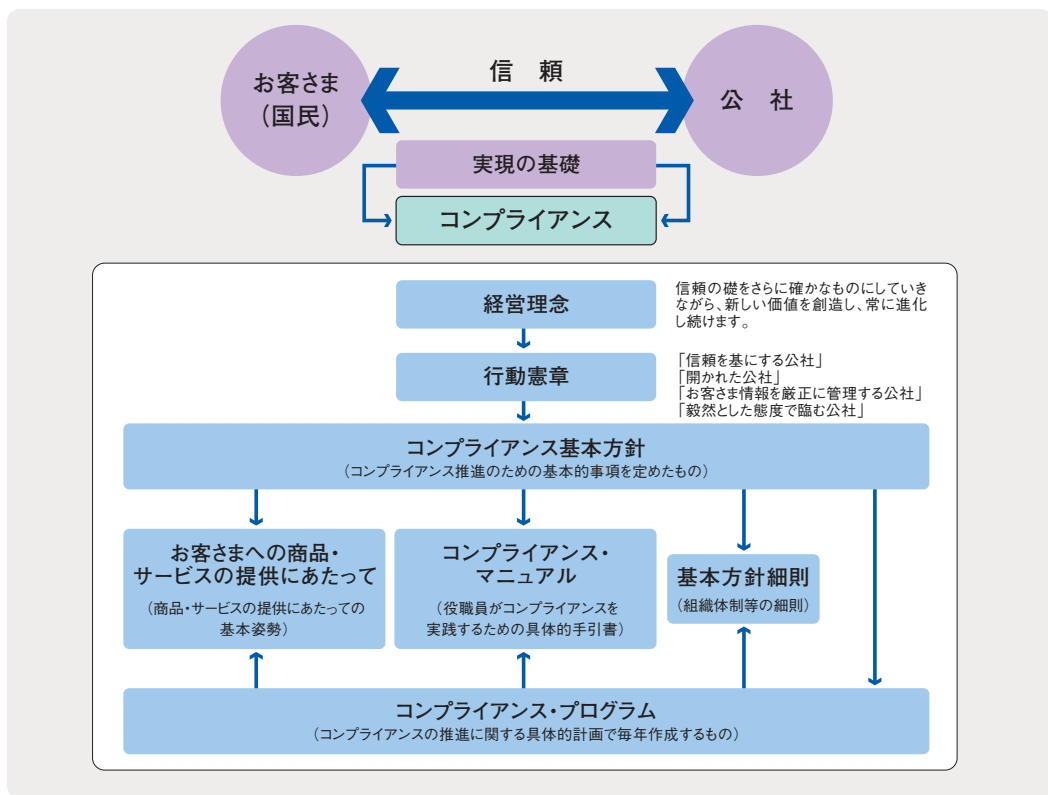 お客さま
(国民)
信　頼
公　社
実現の基礎
コンプライアンス
経営理念
信頼の礎をさらに確かなものにしていき
ながら、新しい価値を創造し、常に進化
し続けます。
行動憲章
「信頼を基にする公社」
「開かれた公社」
「お客さま情報を厳正に管理する公社」
「毅然とした態度で臨む公社」
コンプライアンス基本方針
(コンプライアンス推進のための基本的事項を定めたもの)
お客さまへの商品・
サービスの提供にあたって
(商品・サービスの提供にあたっての
基本姿勢)
コンプライアンス・
マニュアル
(役職員がコンプライアンスを
実践するための具体的手引書)
基本方針細則
(組織体制等の細則)
コンプライアンス・プログラム
(コンプライアンスの推進に関する具体的計画で毎年作成するもの)